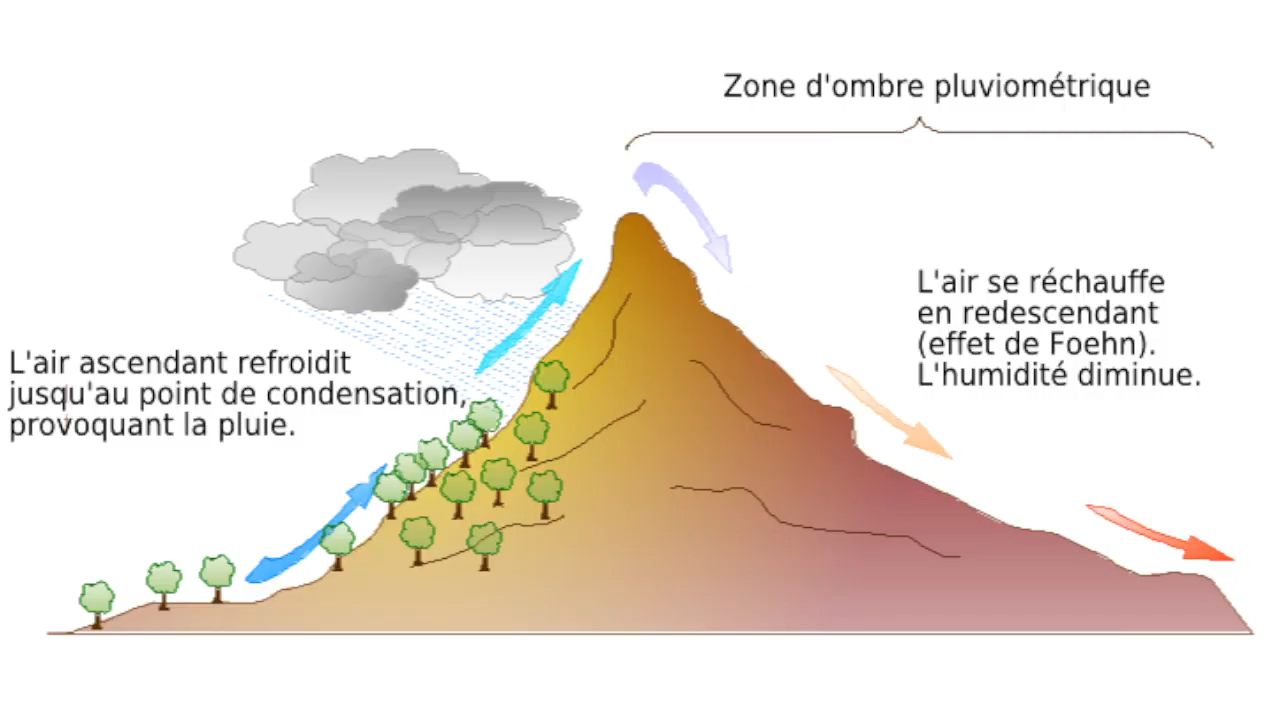 Zone d'ombre pluviométrique
L'air se réchauffe
en redescendant
(effet de Foehn).
L'humidité diminue.
L'air ascendant refroidit
jusqu'au point de condensation,
provoquant la pluie.